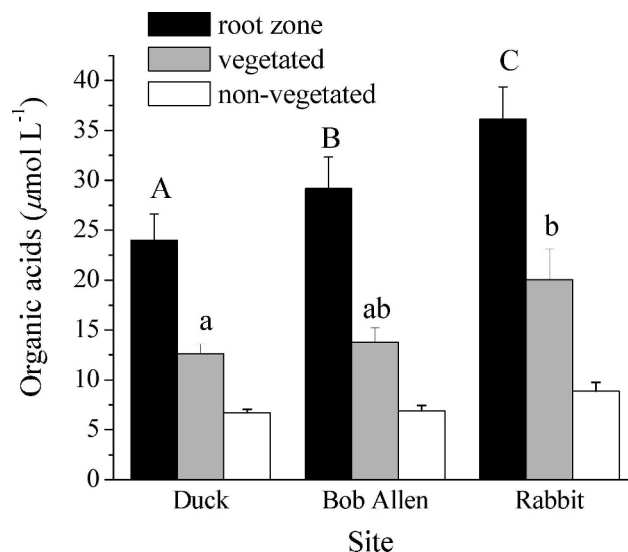 root zone
vegetated
non-vegetated
Organic acids (μmol L⁻¹)
40
35
30
25
20
15
10
5
0
A
a
B
ab
C
b
Duck Bob Allen Rabbit
Site